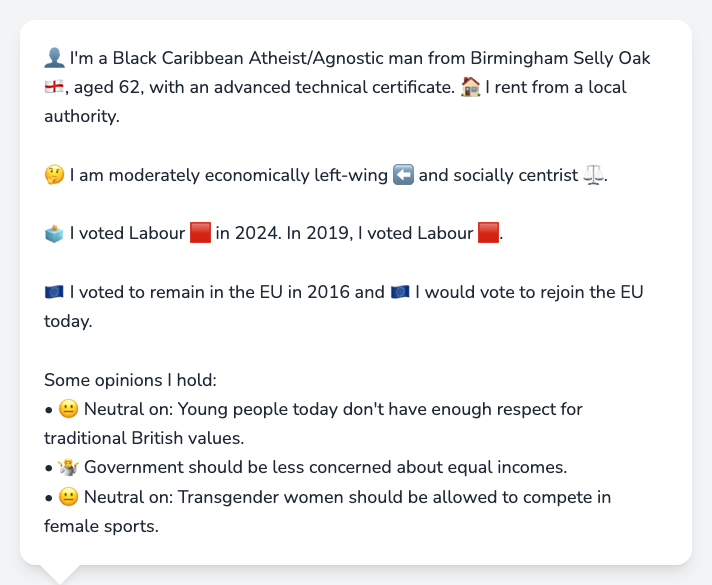 👤 I'm a Black Caribbean Atheist/Agnostic man from Birmingham Selly Oak
🏴󠁧󠁢󠁥󠁮󠁧󠁿, aged 62, with an advanced technical certificate. 🏠 I rent from a local
authority.
🤔 I am moderately economically left-wing ⬅️ and socially centrist ⚖️.
🗳️ I voted Labour 🟥 in 2024. In 2019, I voted Labour 🟥.
🇪🇺 I voted to remain in the EU in 2016 and 🇪🇺 I would vote to rejoin the EU
today.
Some opinions I hold:
• 😐 Neutral on: Young people today don't have enough respect for
traditional British values.
• 🤷 Government should be less concerned about equal incomes.
• 😐 Neutral on: Transgender women should be allowed to compete in
female sports.